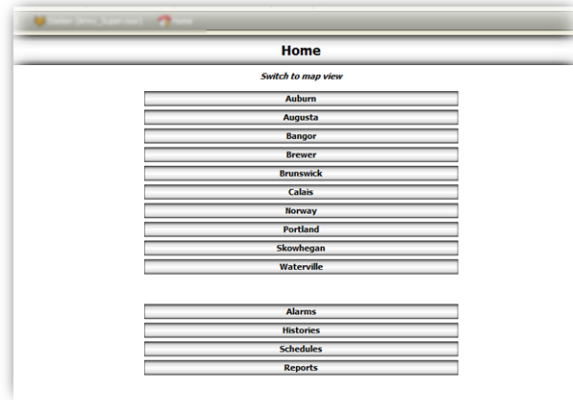 Home
Home
Switch to map view
Auburn
Augusta
Bangor
Brewer
Brunswick
Calais
Norway
Portland
Skowhegan
Waterville
Alarms
Histories
Schedules
Reports